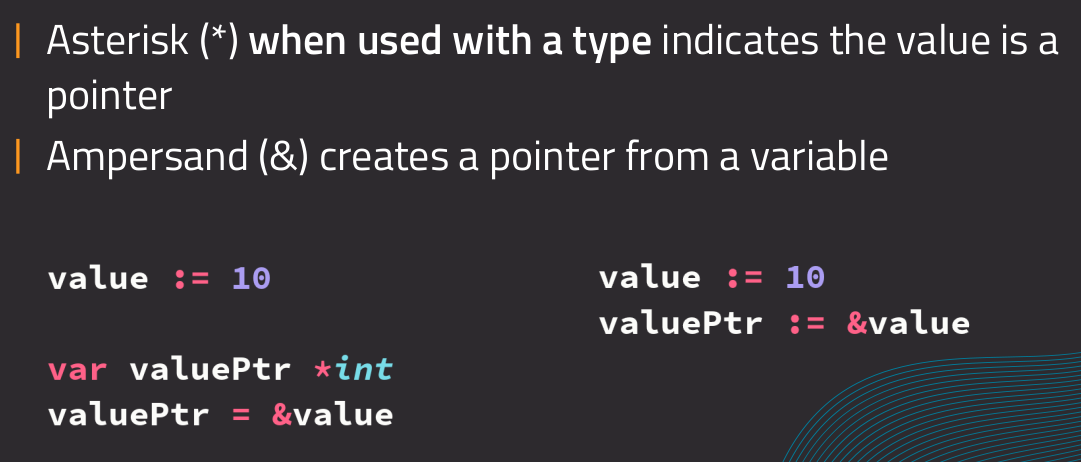 Asterisk (*) when used with a type indicates the value is a
pointer
Ampersand (&) creates a pointer from a variable
value := 10
var valuePtr *int
valuePtr = &value
value := 10
valuePtr := &value